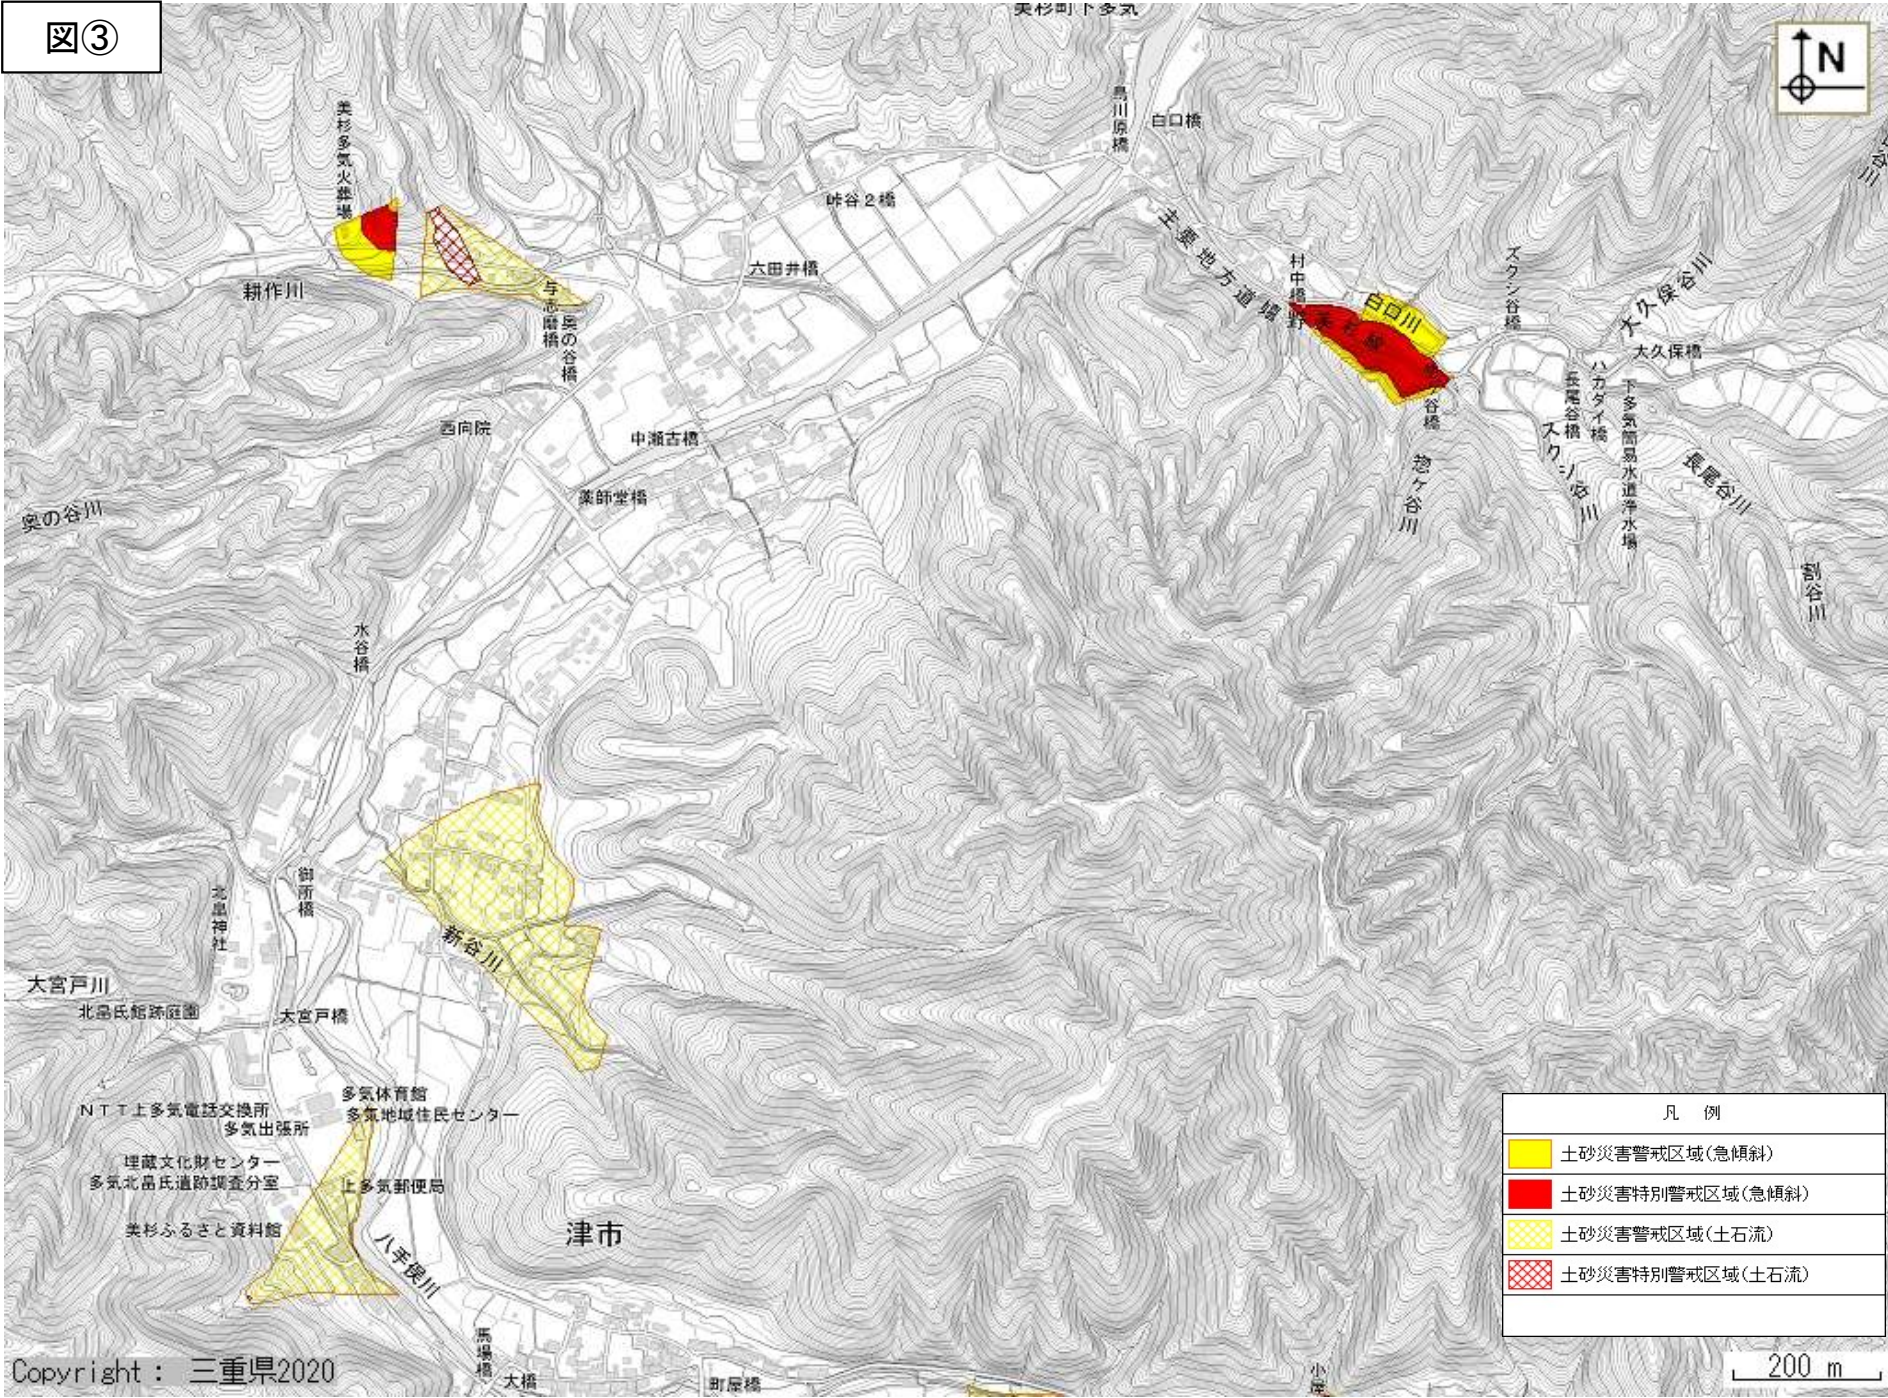 図③
美杉町下多気
N
美杉多気火葬場
鳥川原橋
白口橋
峠谷2橋
六田井橋
耕作川
与志磨橋
奥の谷橋
主要地方道嬉野美杉線
村中橋
白口川
ズクシ谷橋
大久保谷川
大久保橋
谷橋
ハカダイ橋
長尾谷橋
下多気簡易水道浄水場
スクシ谷川
長尾谷川
惣ヶ谷川
割谷川
西向院
中瀬古橋
薬師堂橋
奥の谷川
水谷橋
御所橋
北畠神社
新谷川
大宮戸川
北畠氏館跡庭園
大宮戸橋
多気体育館
NTT上多気電話交換所
多気地域住民センター
多気出張所
埋蔵文化財センター
多気北畠氏遺跡調査分室
上多気郵便局
美杉ふるさと資料館
八手俣川
津市
馬場橋
大橋
町屋橋
小屋
凡 例
土砂災害警戒区域(急傾斜)
土砂災害特別警戒区域(急傾斜)
土砂災害警戒区域(土石流)
土砂災害特別警戒区域(土石流)
Copyright : 三重県2020
200 m